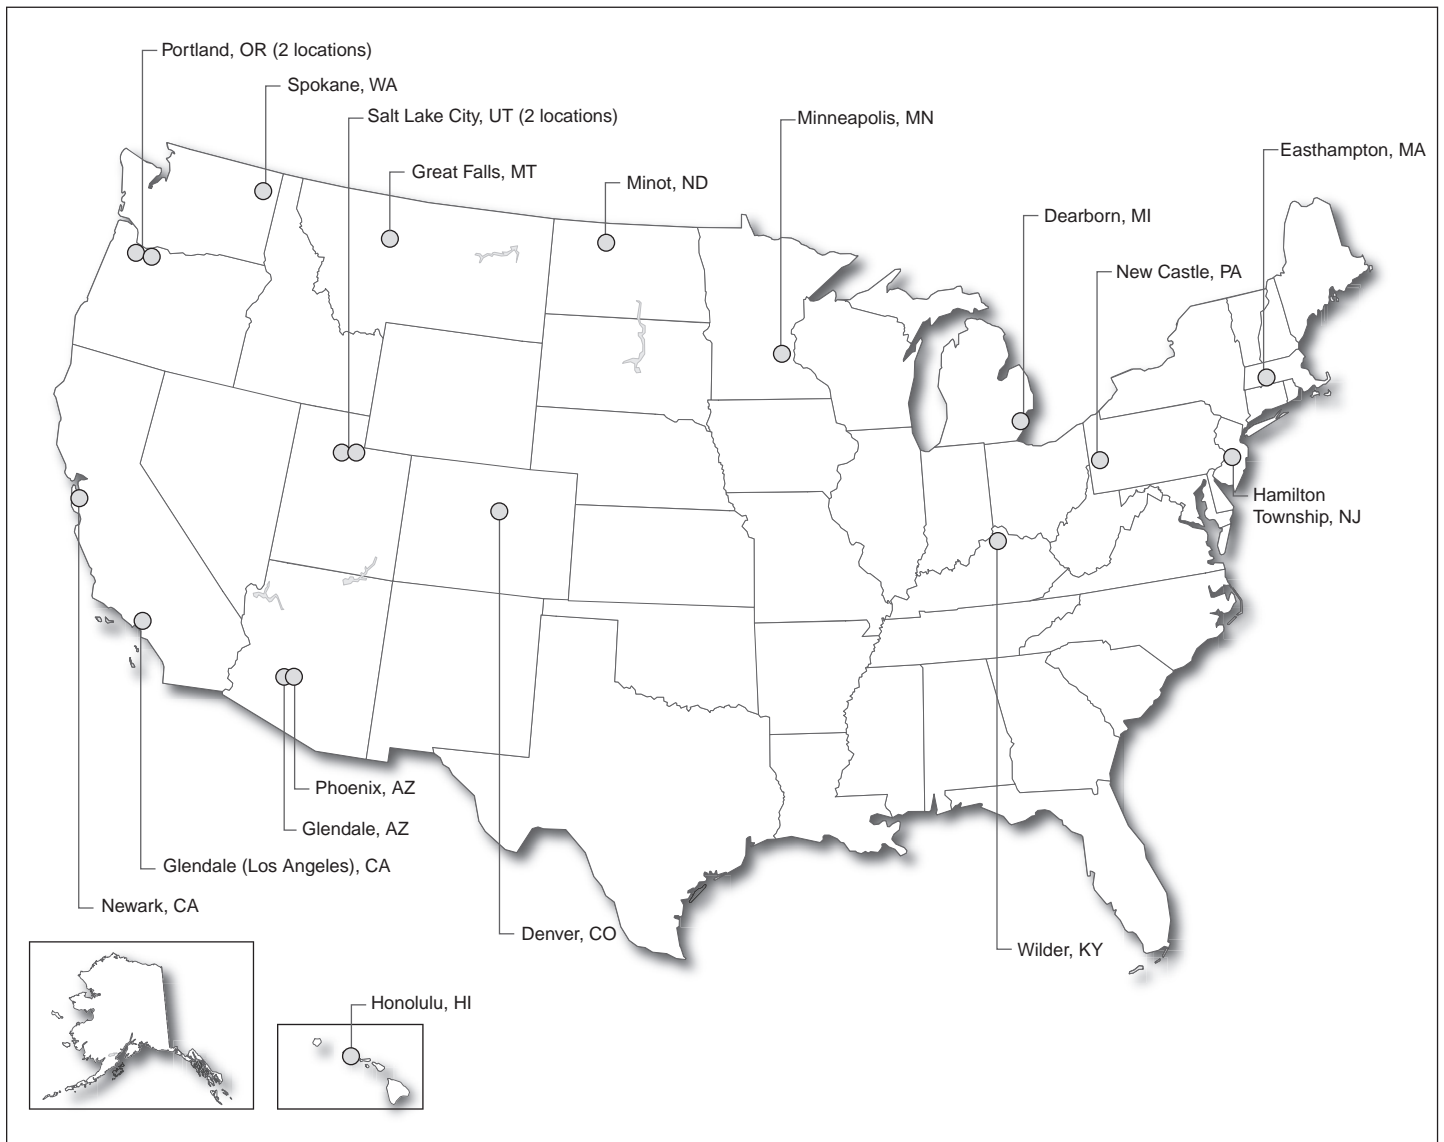 Portland, OR (2 locations)
Spokane, WA
Salt Lake City, UT (2 locations)
Minneapolis, MN
Easthampton, MA
Great Falls, MT
Minot, ND
Dearborn, MI
New Castle, PA
Hamilton
Township, NJ
Phoenix, AZ
Glendale, AZ
Glendale (Los Angeles), CA
Newark, CA
Denver, CO
Wilder, KY
Honolulu, HI